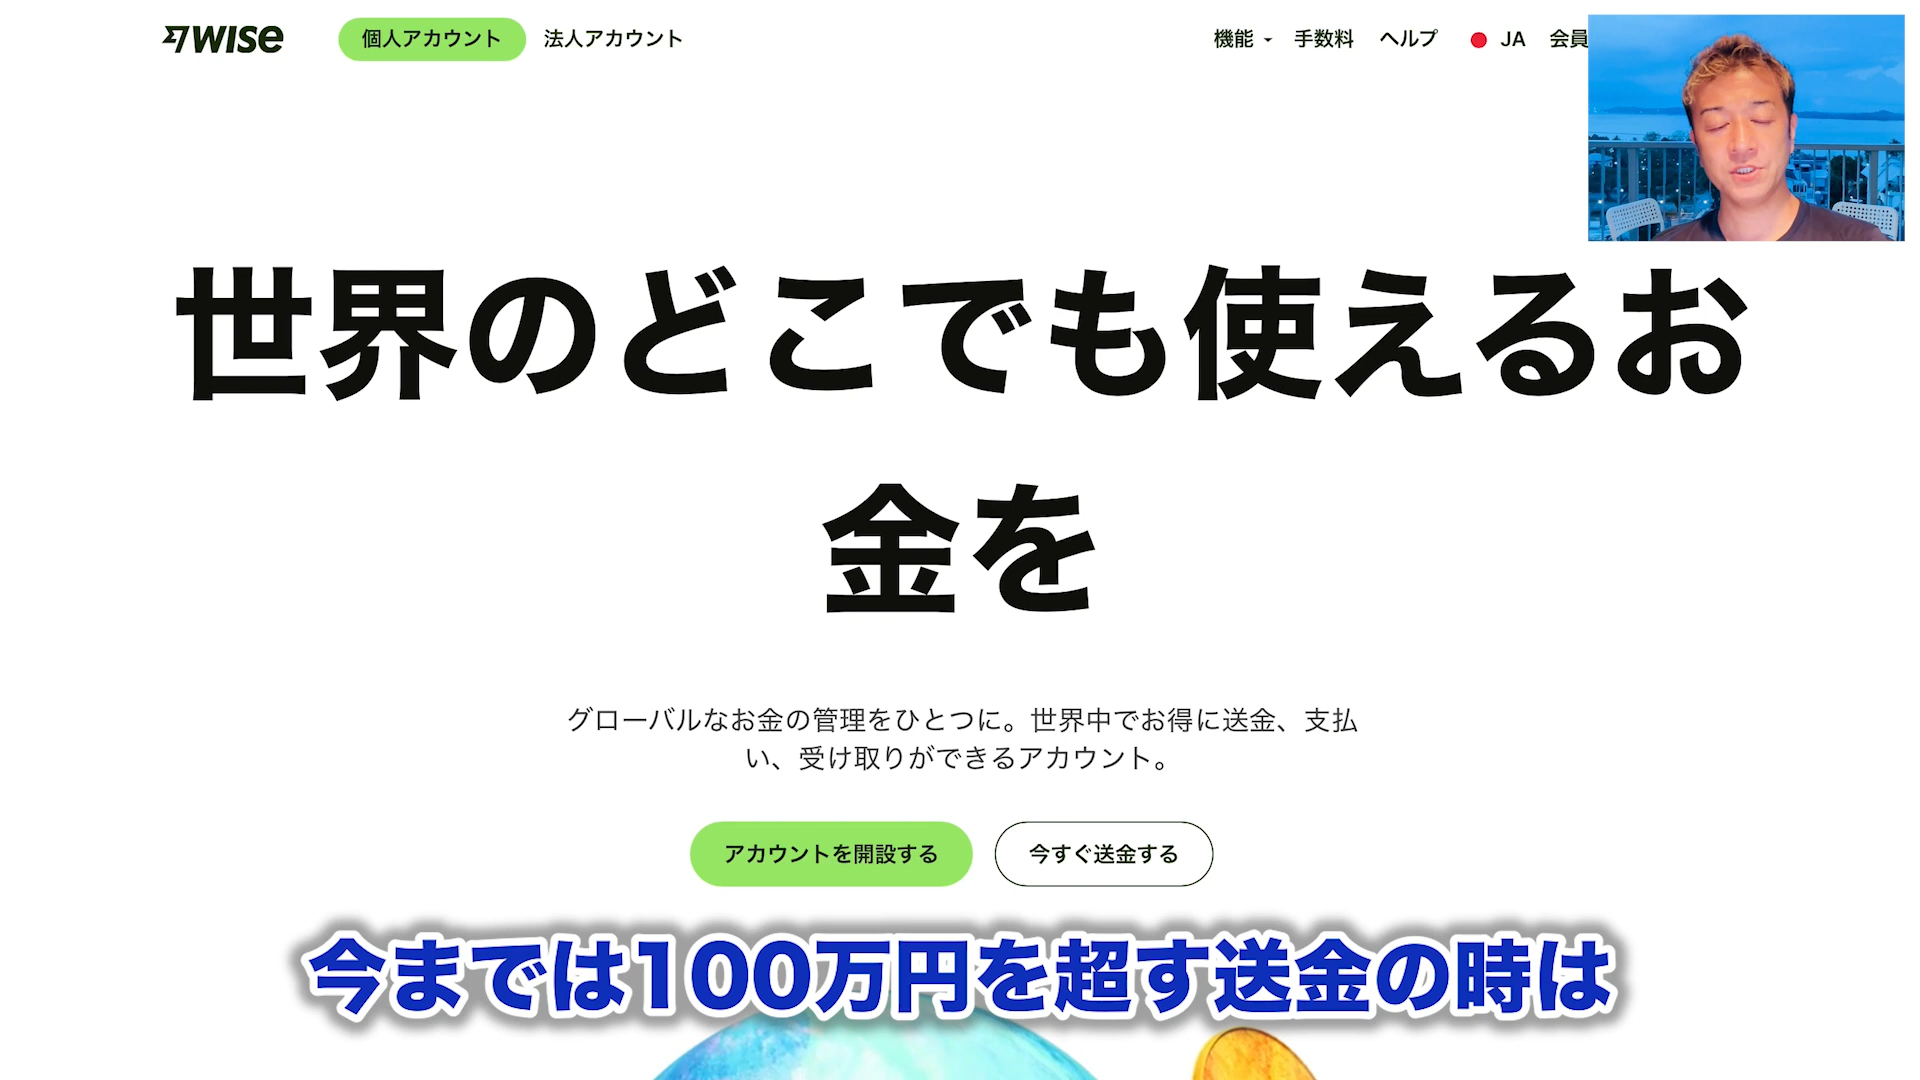 WISE
個人アカウント
法人アカウント
機能
手数料
ヘルプ
JA
会員
世界のどこでも使えるお
金を
グローバルなお金の管理をひとつに。世界中でお得に送金、支払
い、受け取りができるアカウント。
アカウントを開設する
今すぐ送金する
今までは100万円を超す送金の時は